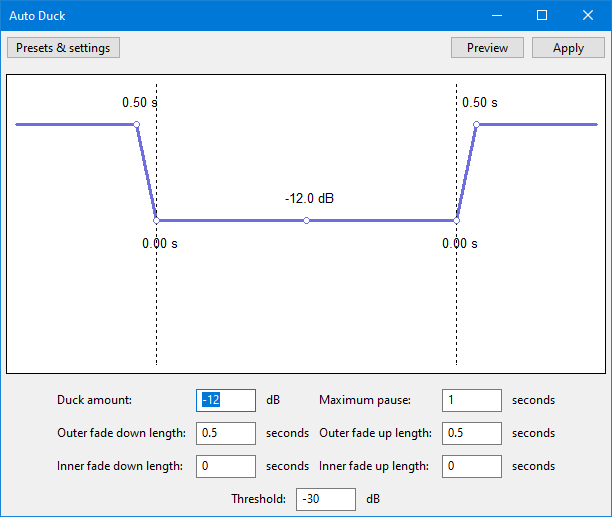 Auto Duck
Presets & settings Preview Apply
0.50 s 0.50 s
-12.0 dB
0.00 s 0.00 s
Duck amount: -12 dB Maximum pause: 1 seconds
Outer fade down length: 0.5 seconds Outer fade up length: 0.5 seconds
Inner fade down length: 0 seconds Inner fade up length: 0 seconds
Threshold: -30 dB